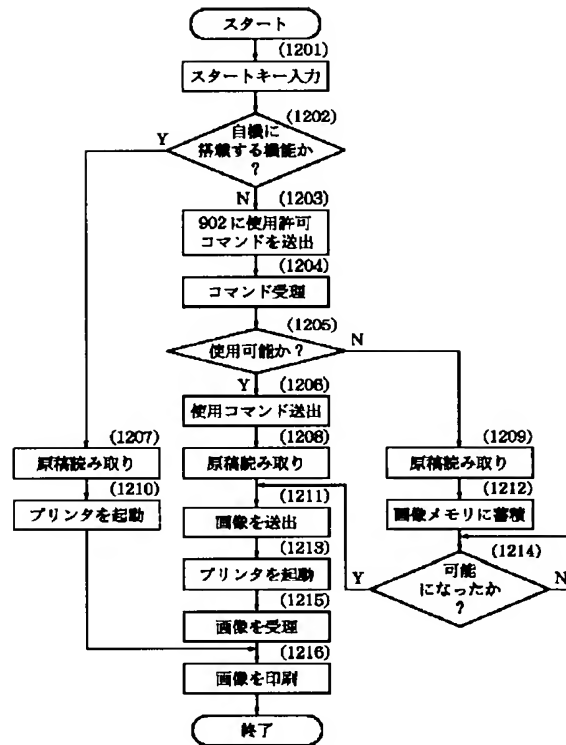 スタート
(1201)
スタートキー入力
(1202)
自機に
搭載する機能か
?
Y
N
(1203)
902に使用許可
コマンドを送出
(1204)
コマンド受理
(1205)
使用可能か?
N
Y
(1206)
使用コマンド送出
(1207)
(1208)
(1209)
原稿読み取り
原稿読み取り
原稿読み取り
(1210)
(1211)
(1212)
プリンタを起動
画像を送出
画像メモリに蓄積
(1213)
(1214)
プリンタを起動
可能
になったか
?
Y
N
(1215)
画像を受理
(1216)
画像を印刷
終了